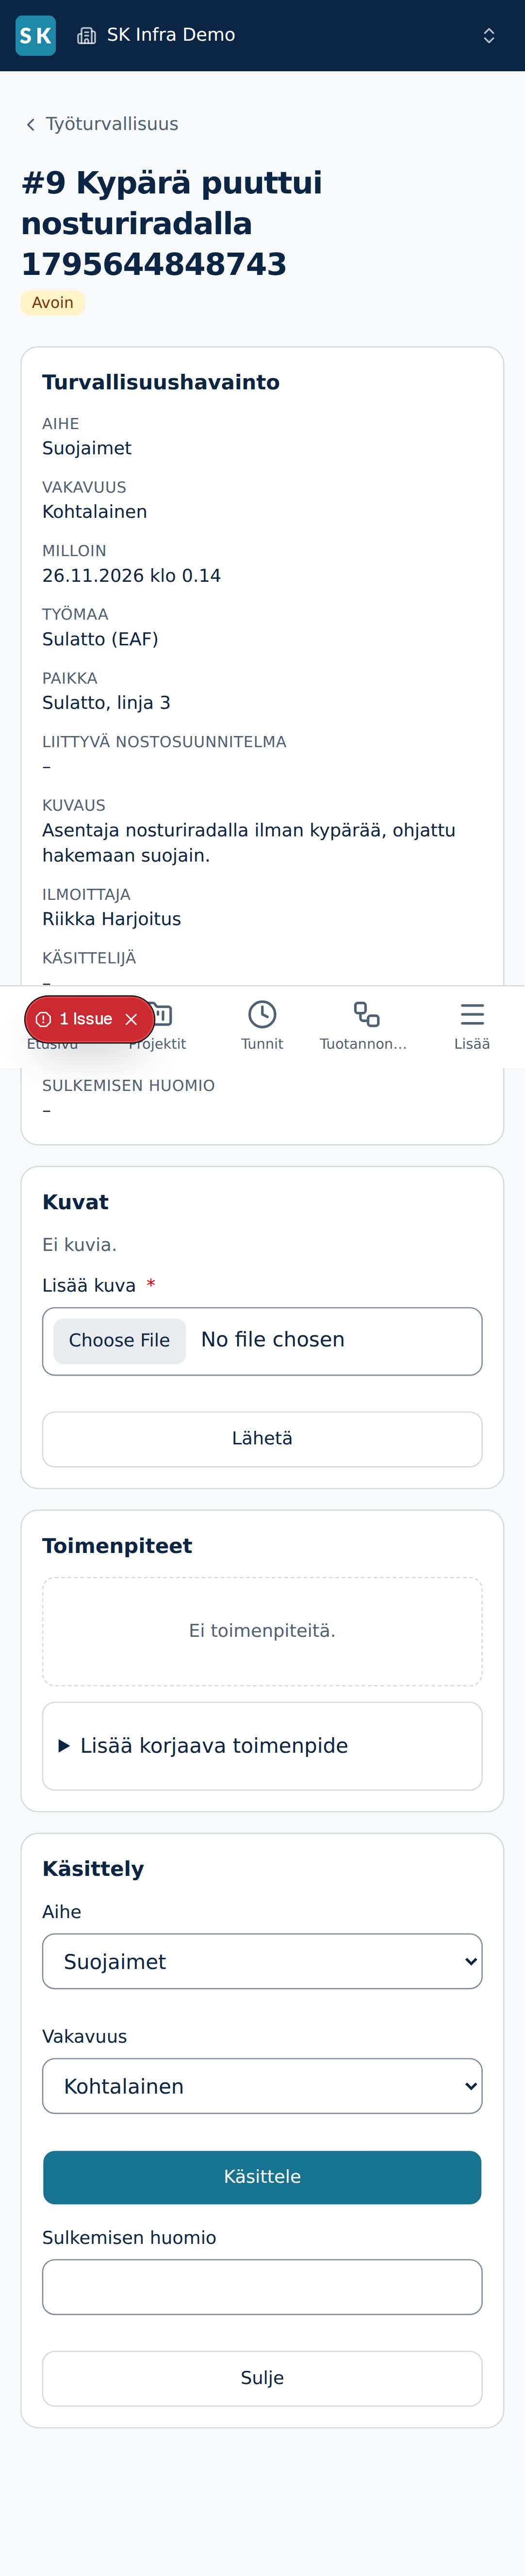 SK
SK Infra Demo
Työturvallisuus
#9 Kypärä puuttui
nosturiradalla
1795644848743
Avoin
Turvallisuushavainto
AIHE
Suojaimet
VAKAVUUS
Kohtalainen
MILLOIN
26.11.2026 klo 0.14
TYÖMAA
Sulatto (EAF)
PAIKKA
Sulatto, linja 3
LIITTYVÄ NOSTOSUUNNITELMA
–
KUVAUS
Asentaja nosturiradalla ilman kypärää, ohjattu
hakemaan suojain.
ILMOITTAJA
Riikka Harjoitus
KÄSITTELIJÄ
–
1 Issue
Etusivu Projektit Tunnit Tuotannon... Lisää
SULKEMISEN HUOMIO
–
Kuvat
Ei kuvia.
Lisää kuva *
Choose File No file chosen
Lähetä
Toimenpiteet
Ei toimenpiteitä.
Lisää korjaava toimenpide
Käsittely
Aihe
Suojaimet
Vakavuus
Kohtalainen
Käsittele
Sulkemisen huomio
Sulje